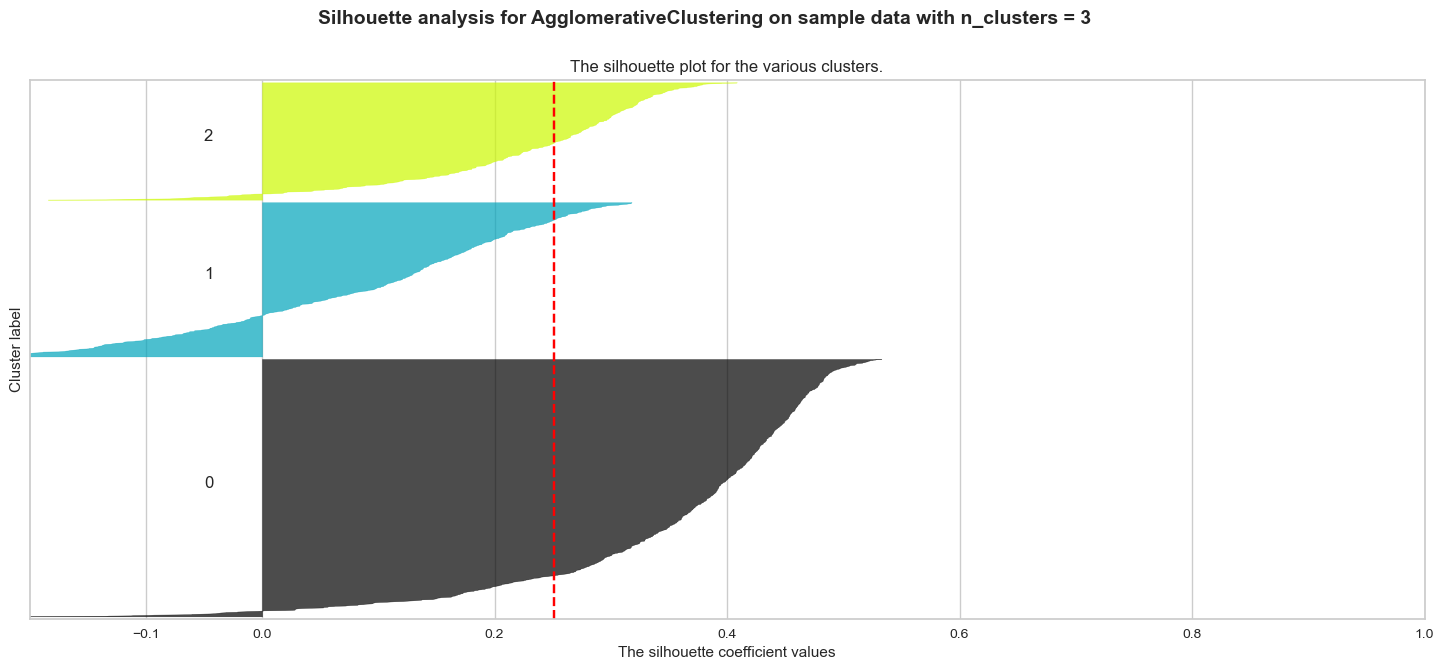 Silhouette analysis for AgglomerativeClustering on sample data with n_clusters = 3
The silhouette plot for the various clusters.
2
1
0
Cluster label
−0.1 0.0 0.2 0.4 0.6 0.8 1.0
The silhouette coefficient values